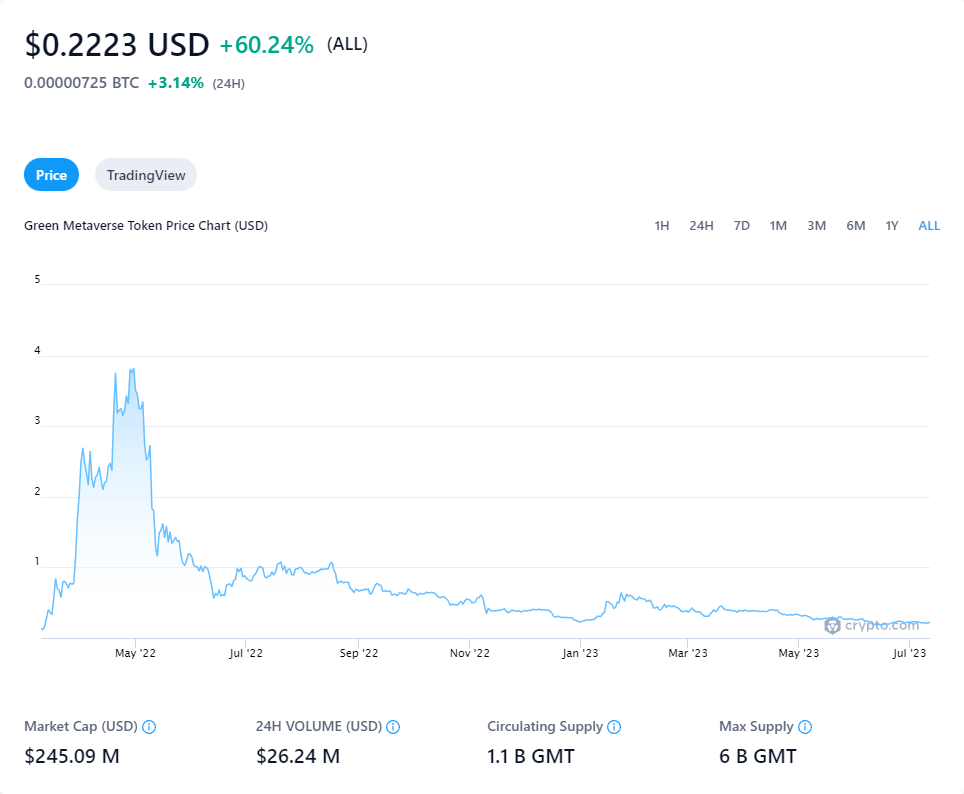 $0.2223 USD +60.24% (ALL)
0.00000725 BTC +3.14% (24H)
Price TradingView
Green Metaverse Token Price Chart (USD) 1H 24H 7D 1M 3M 6M 1Y ALL
5
4
3
2
1
crypto.com
May '22 Jul '22 Sep '22 Nov '22 Jan '23 Mar '23 May '23 Jul '23
Market Cap (USD) 24H VOLUME (USD) Circulating Supply Max Supply
$245.09 M $26.24 M 1.1 B GMT 6 B GMT